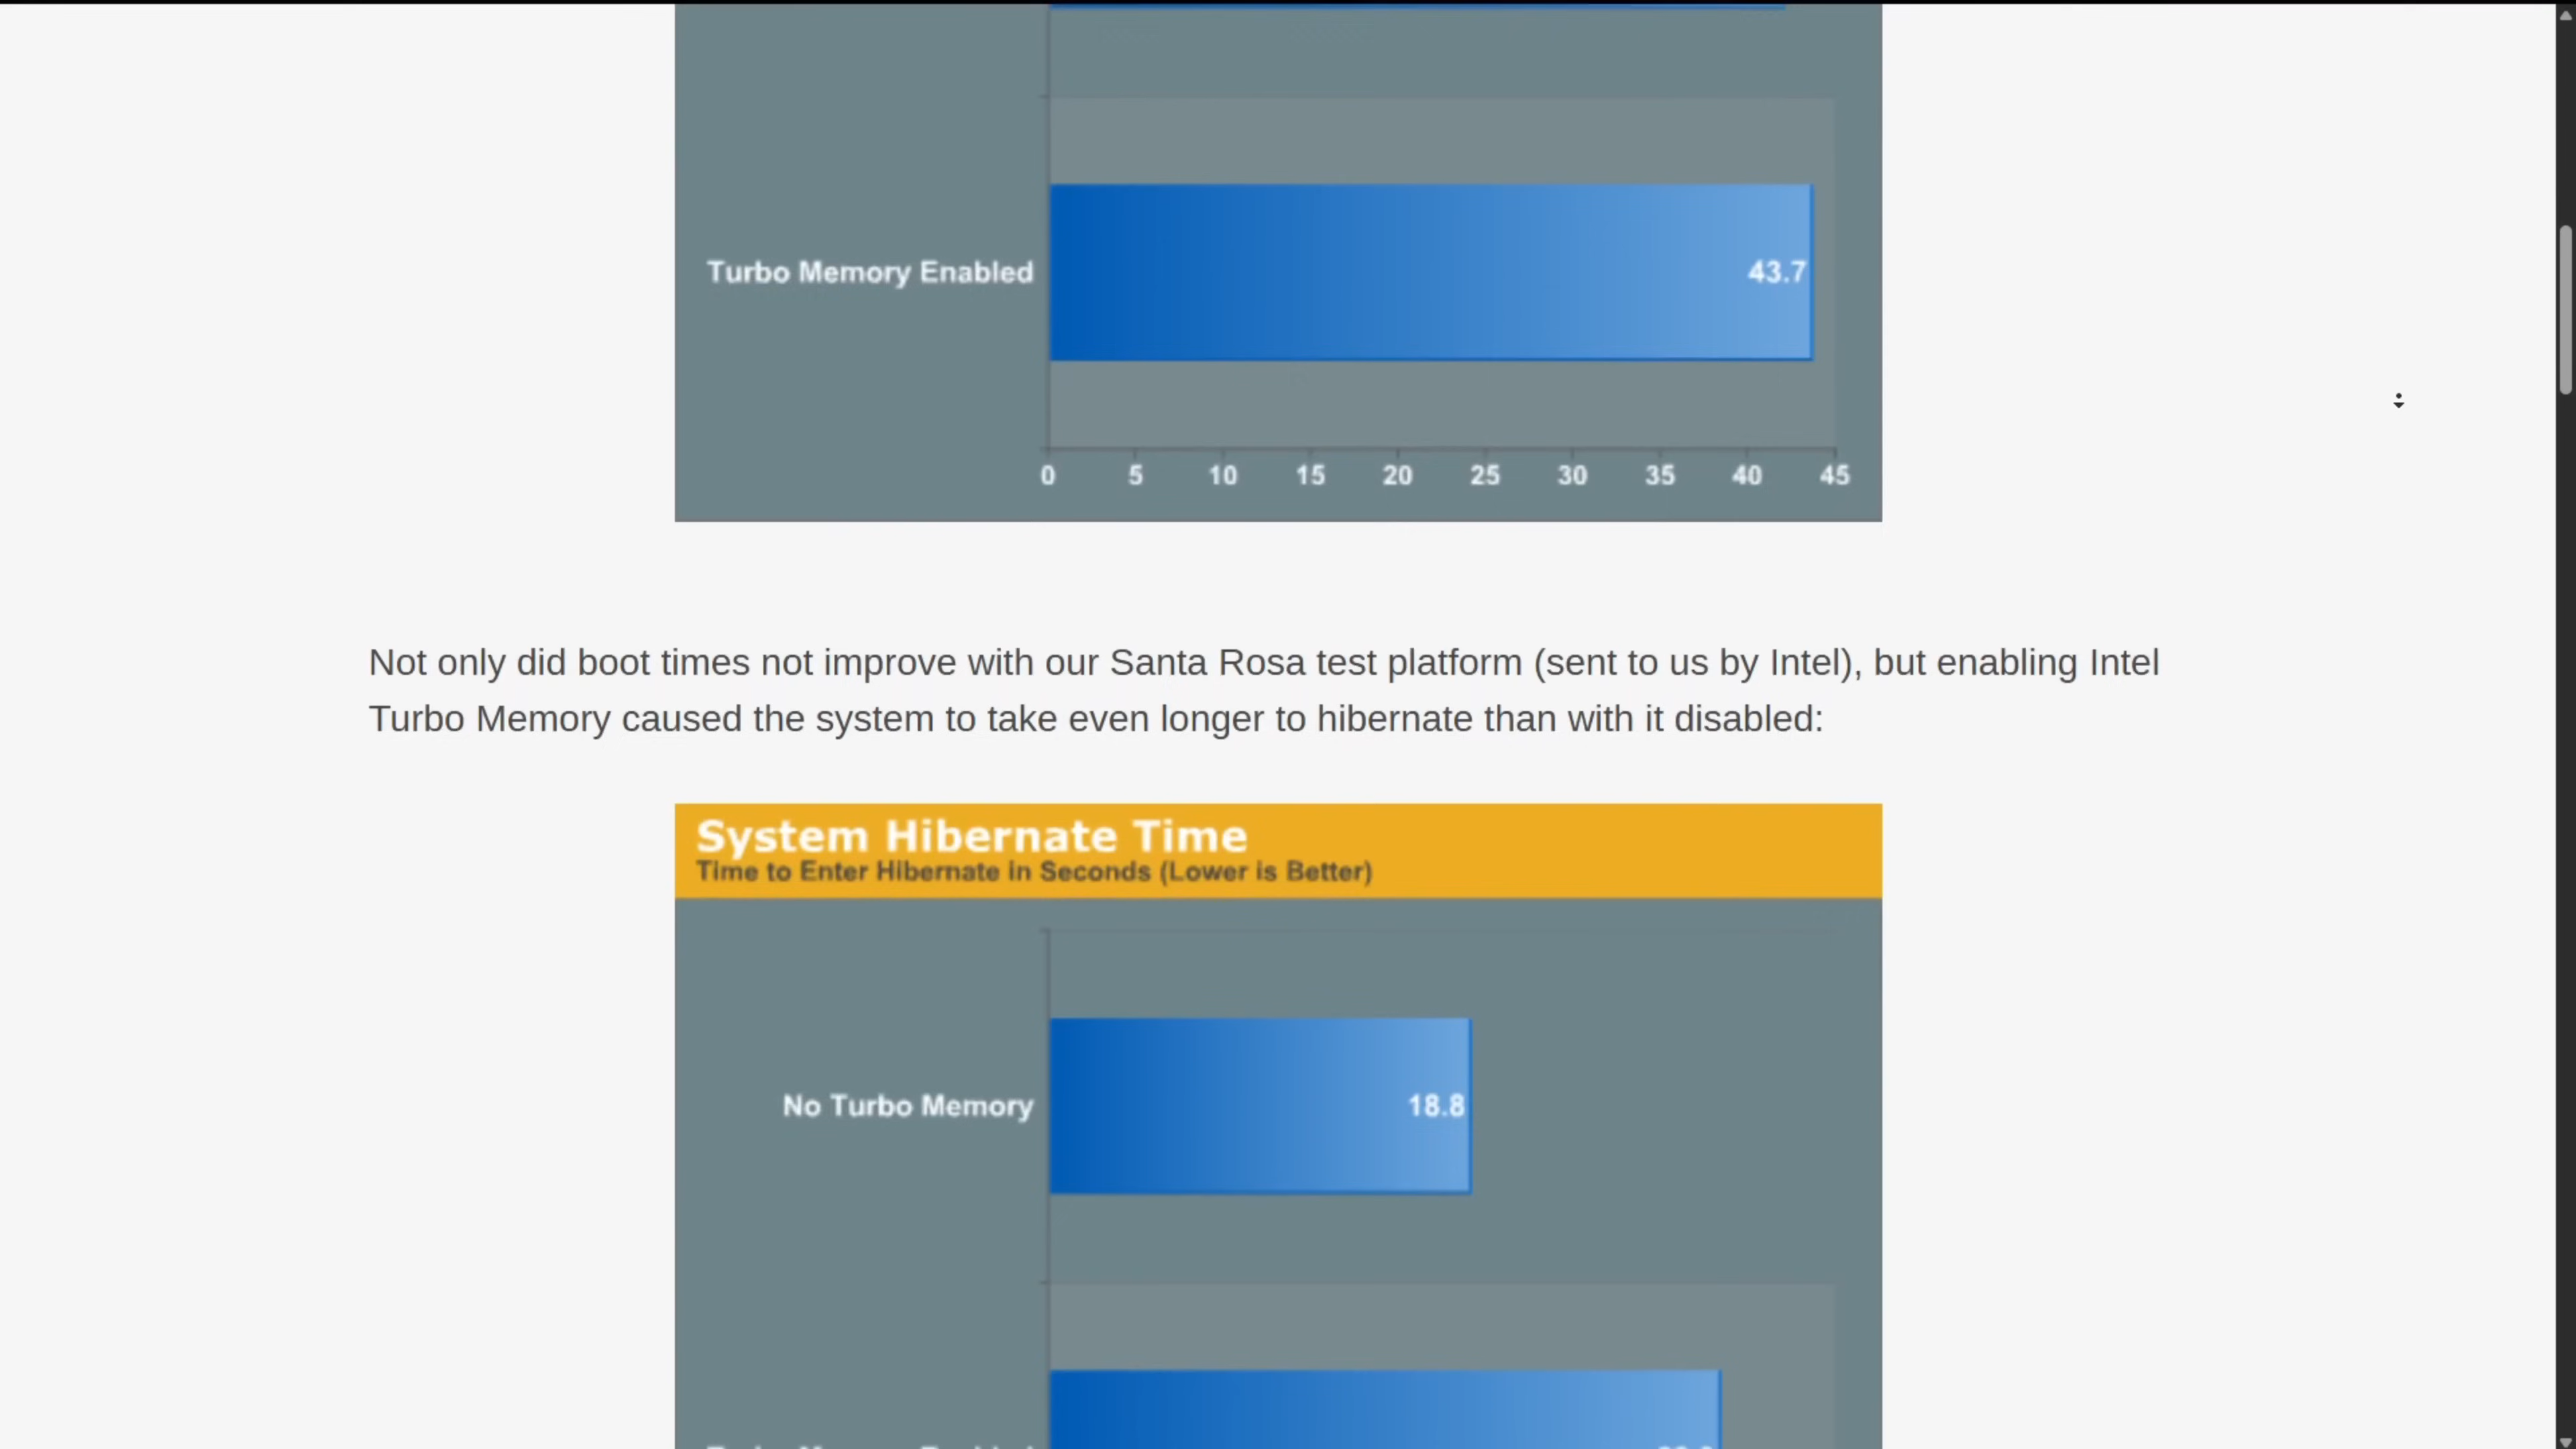 Turbo Memory Enabled
43.7
0 5 10 15 20 25 30 35 40 45
Not only did boot times not improve with our Santa Rosa test platform (sent to us by Intel), but enabling Intel
Turbo Memory caused the system to take even longer to hibernate than with it disabled:
System Hibernate Time
Time to Enter Hibernate in Seconds (Lower is Better)
No Turbo Memory
18.8